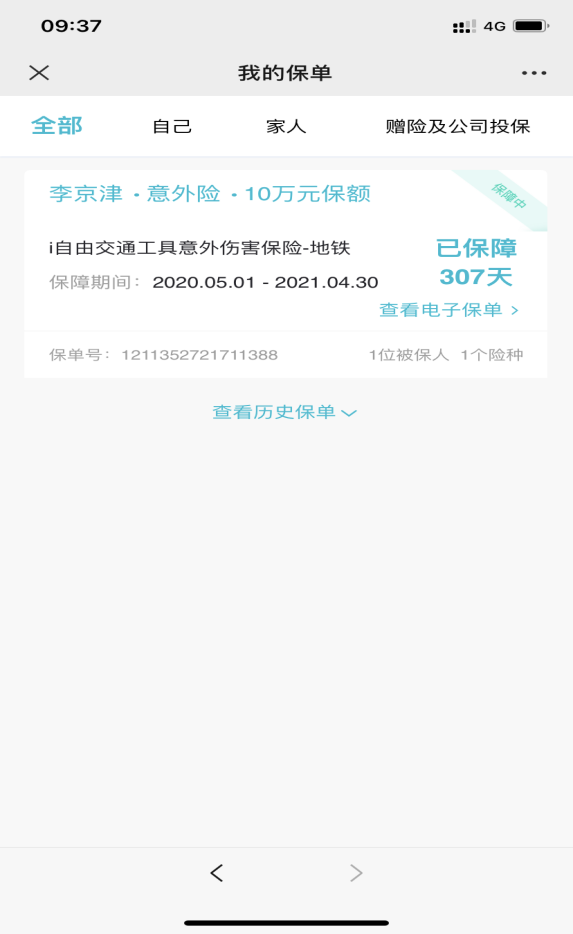 09:37
4G
我的保单
全部 自己 家人 赠险及公司投保
李京津·意外险·10万元保额
保障中
i自由交通工具意外伤害保险-地铁
已保障
307天
保障期间: 2020.05.01 - 2021.04.30
查看电子保单 >
保单号: 1211352721711388 1位被保人 1个险种
查看历史保单